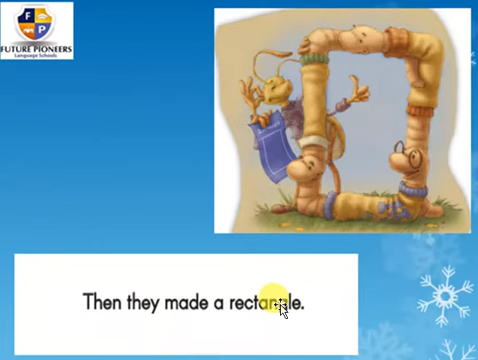 F P
FUTURE PIONEERS
Language Schools
Then they made a rectangle.